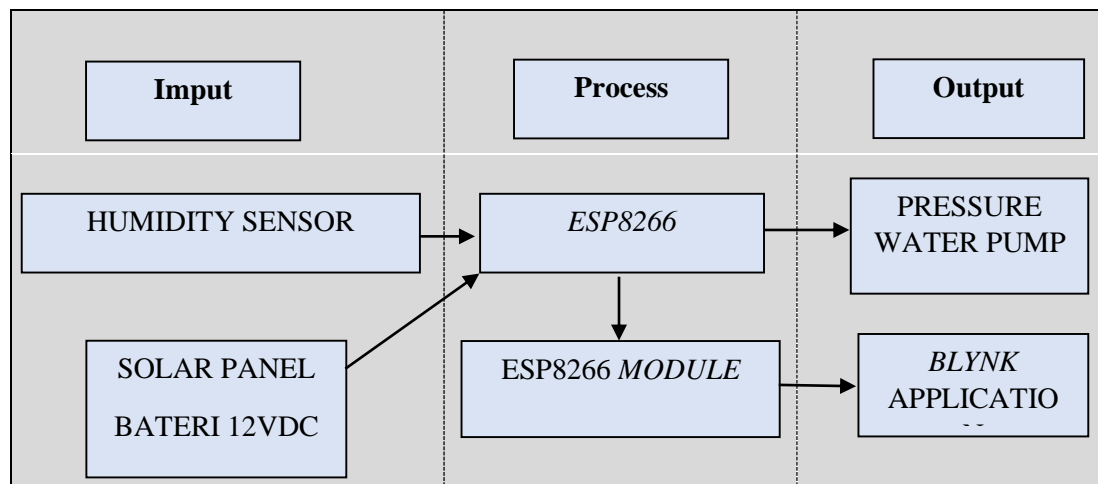 Imput
Process
Output
HUMIDITY SENSOR
ESP8266
PRESSURE
WATER PUMP
SOLAR PANEL
BATERI 12VDC
ESP8266 MODULE
BLYNK
APPLICATIO